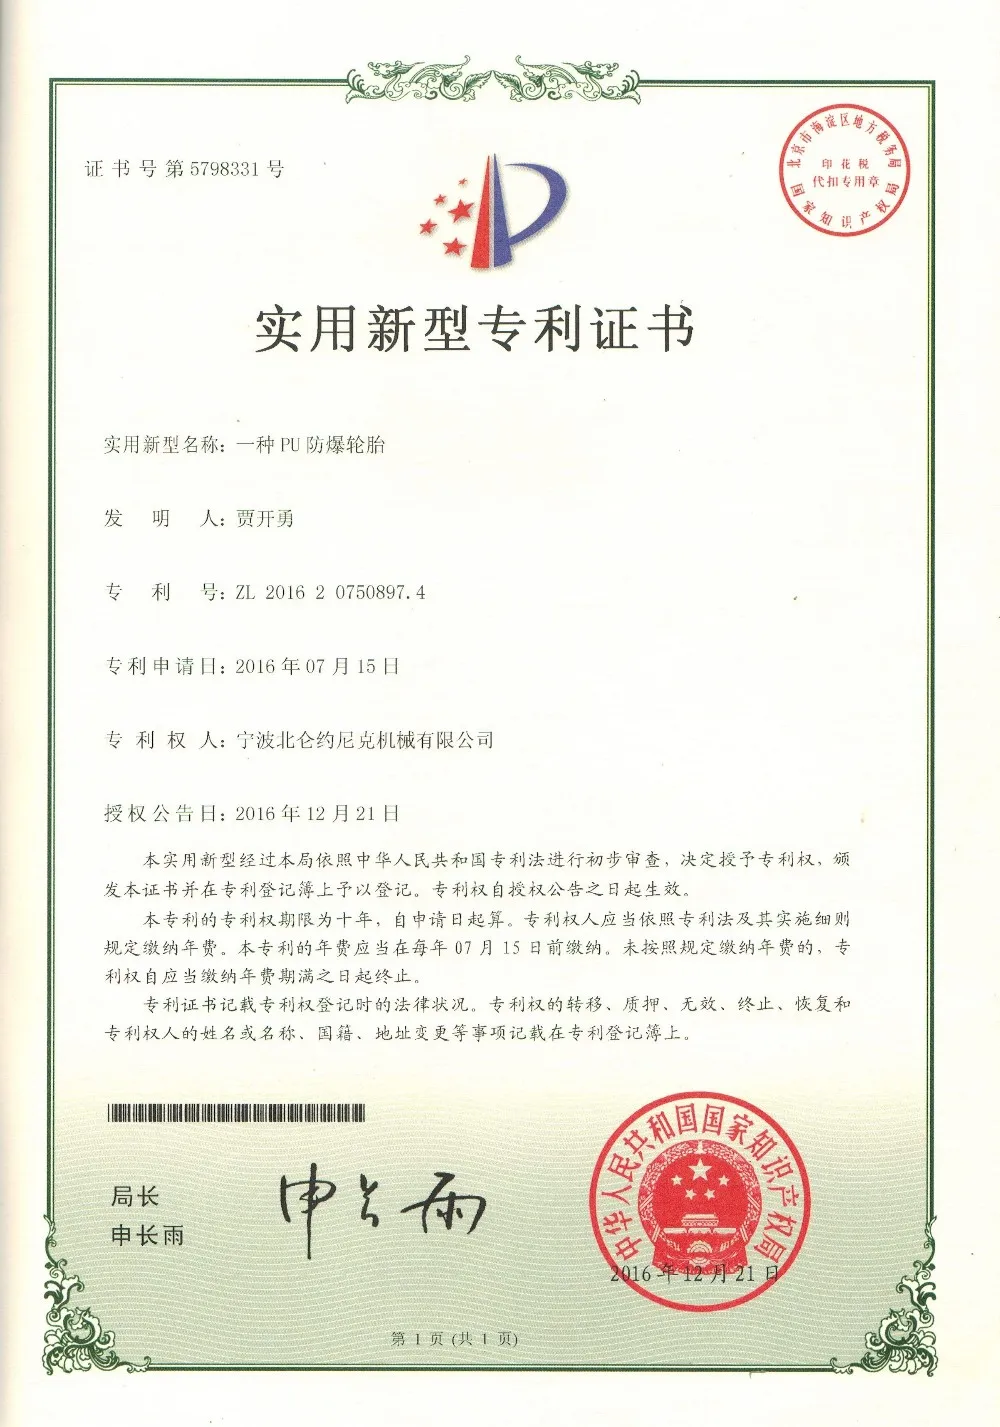 证书号第5798331号
北京市海淀区地方税务局
印花税
代扣专用章
国家知识产权局
实用新型专利证书
实用新型名称：一种PU防爆轮胎
发明人：贾开勇
专利号：ZL 2016 2 0750897.4
专利申请日：2016年07月15日
专利权人：宁波北仑约尼克机械有限公司
授权公告日：2016年12月21日
本实用新型经过本局依照中华人民共和国专利法进行初步审查，决定授予专利权，颁
发本证书并在专利登记簿上予以登记。专利权自授权公告之日起生效。
本专利的专利权期限为十年，自申请日起算。专利权人应当依照专利法及其实施细则
规定缴纳年费。本专利的年费应当在每年07月15日前缴纳。未按照规定缴纳年费的，专
利权自应当缴纳年费期满之日起终止。
专利证书记载专利权登记时的法律状况。专利权的转移、质押、无效、终止、恢复和
专利权人的姓名或名称、国籍、地址变更等事项记载在专利登记簿上。
局长
申长雨
申长雨
中华人民共和国国家知识产权局
2016年12月21日
第1页(共1页)